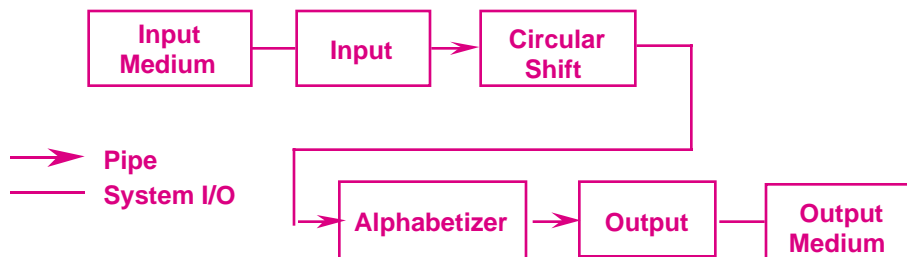 Input
Medium
Input
Circular
Shift
Pipe
System I/O
Alphabetizer
Output
Output
Medium